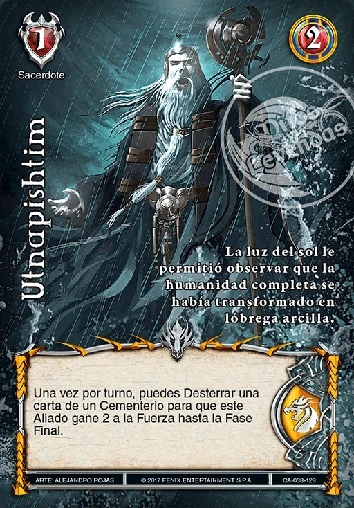 1
2
Sacerdote
Mitos
Leyendas
Utnapishtim
La luz del sol le
permitió observar que la
humanidad completa se
había transformado en
lóbrega arcilla.
Una vez por turno, puedes Desterrar una
carta de un Cementerio para que este
Aliado gane 2 a la Fuerza hasta la Fase
Final.
ARTE: ALEJANDRO ROJAS
© 2017 FENIX ENTERTAINMENT S.P.A.